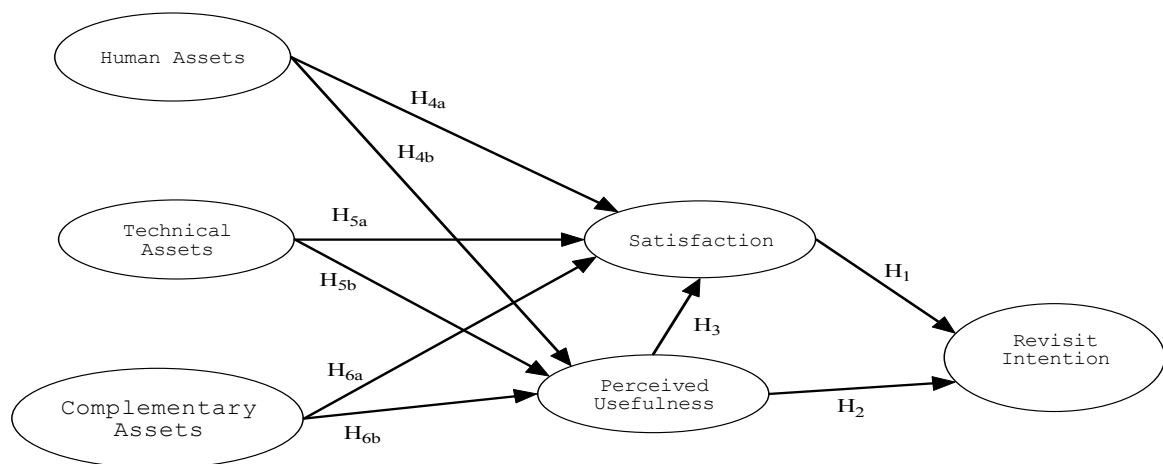 Human Assets
H4a
H4b
Technical
Assets
H5a
H5b
Satisfaction
H1
H3
Revisit
Intention
Complementary
Assets
H6a
H6b
Perceived
Usefulness
H2